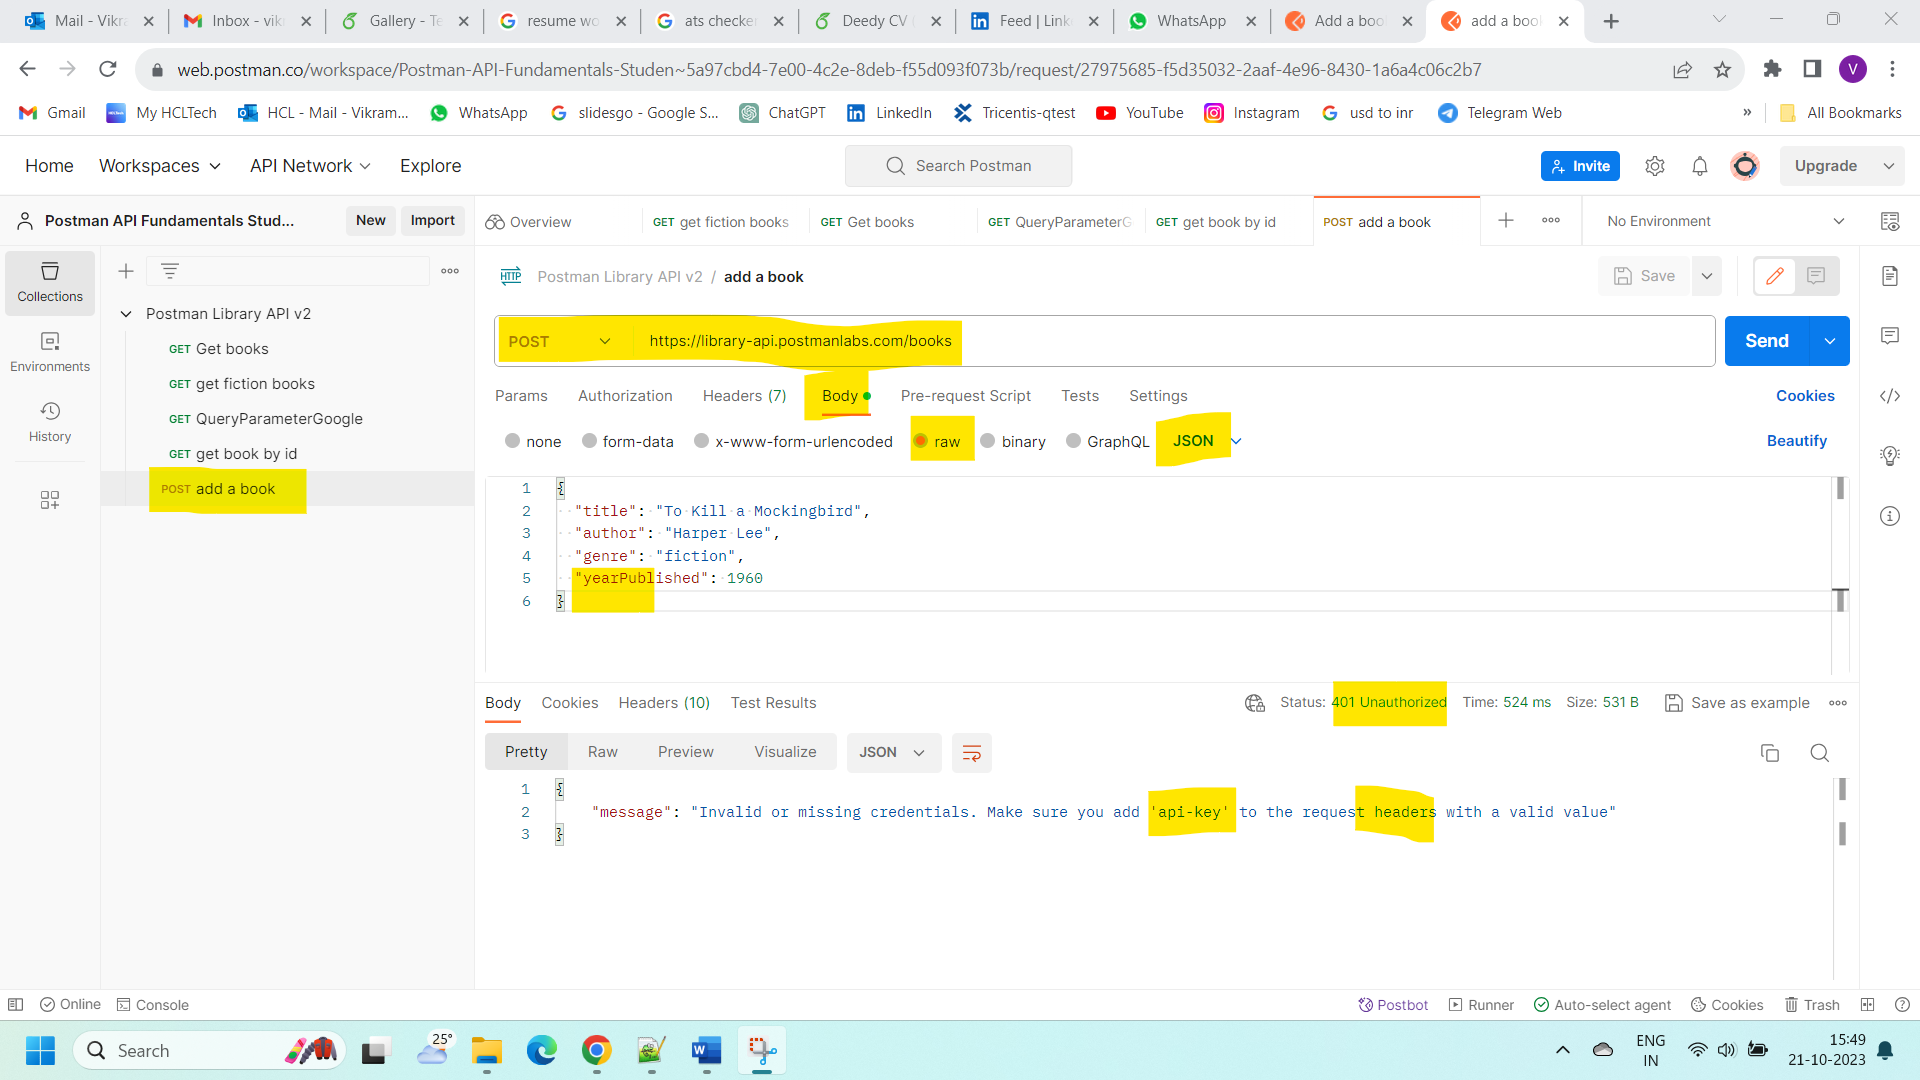 Mail - Vikra
Inbox - vik
Gallery - Te
resume wo
ats checke
Deedy CV
Feed | Link
WhatsApp
Add a boo
add a boo
web.postman.co/workspace/Postman-API-Fundamentals-Studen~5a97cbd4-7e00-4c2e-8deb-f55d093f073b/request/27975685-f5d35032-2aaf-4e96-8430-1a6a4c06c2b7
V
Gmail
My HCLTech
HCL - Mail - Vikram...
WhatsApp
slidesgo - Google S...
ChatGPT
LinkedIn
Tricentis-qtest
YouTube
Instagram
usd to inr
Telegram Web
»
All Bookmarks
Home
Workspaces
API Network
Explore
Search Postman
Invite
Upgrade
Postman API Fundamentals Stud...
New
Import
Overview
GET get fiction books
GET Get books
GET QueryParameterG
GET get book by id
POST add a book
No Environment
Collections
Environments
History
Postman Library API v2
GET Get books
GET get fiction books
GET QueryParameterGoogle
GET get book by id
POST add a book
HTTP
Postman Library API v2 / add a book
Save
POST
https://library-api.postmanlabs.com/books
Send
Params
Authorization
Headers (7)
Body
Pre-request Script
Tests
Settings
Cookies
none
form-data
x-www-form-urlencoded
raw
binary
GraphQL
JSON
Beautify
1 {
2 "title": "To Kill a Mockingbird",
3 "author": "Harper Lee",
4 "genre": "fiction",
5 "yearPublished": 1960
6 }
Body
Cookies
Headers (10)
Test Results
Status: 401 Unauthorized
Time: 524 ms
Size: 531 B
Save as example
Pretty
Raw
Preview
Visualize
JSON
1 {
2 "message": "Invalid or missing credentials. Make sure you add 'api-key' to the request headers with a valid value"
3 }
Online
Console
Postbot
Runner
Auto-select agent
Cookies
Trash
Search
25°
ENG
IN
15:49
21-10-2023